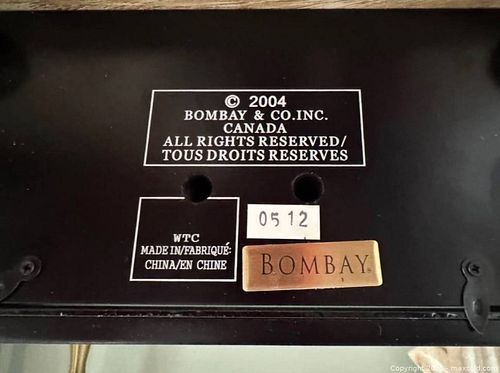 © 2004
BOMBAY & CO.INC.
CANADA
ALL RIGHTS RESERVED/
TOUS DROITS RESERVES
WTC
MADE IN/FABRIQUÉ:
CHINA/EN CHINE
0512
BOMBAY